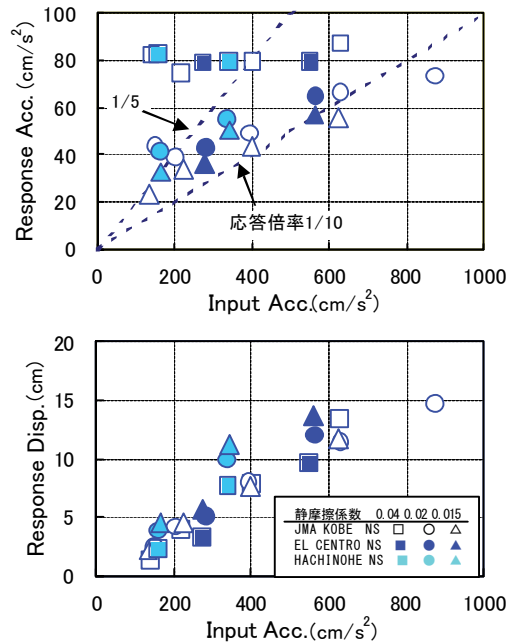 100
80
60
40
20
0
Response Acc. (cm/s²)
1/5
応答倍率1/10
0 200 400 600 800 1000
Input Acc.(cm/s²)
20
15
10
5
0
Response Disp.(cm)
静摩擦係数 0.04 0.02 0.015
JMA KOBE NS
EL CENTRO NS
HACHINOHE NS
0 200 400 600 800 1000
Input Acc.(cm/s²)